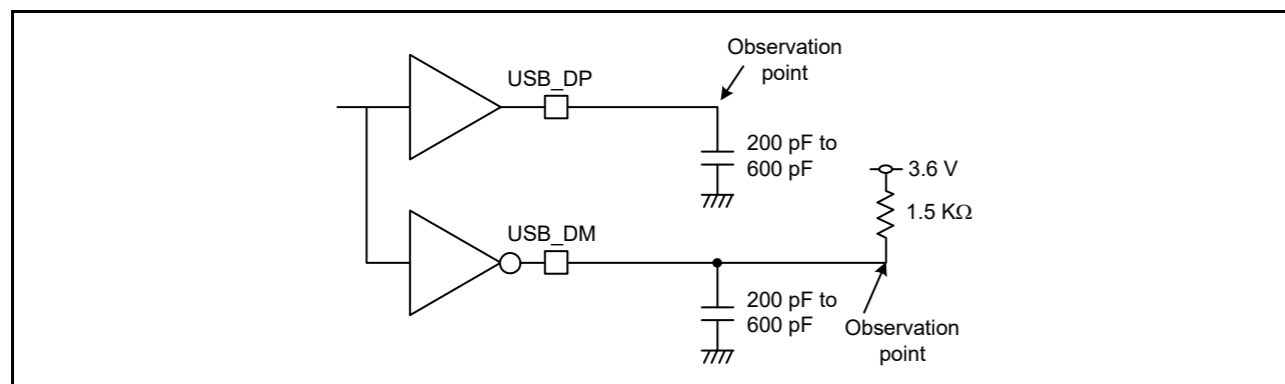 Observation
point
USB_DP
200 pF to
600 pF
3.6 V
1.5 KΩ
USB_DM
200 pF to
600 pF
Observation
point